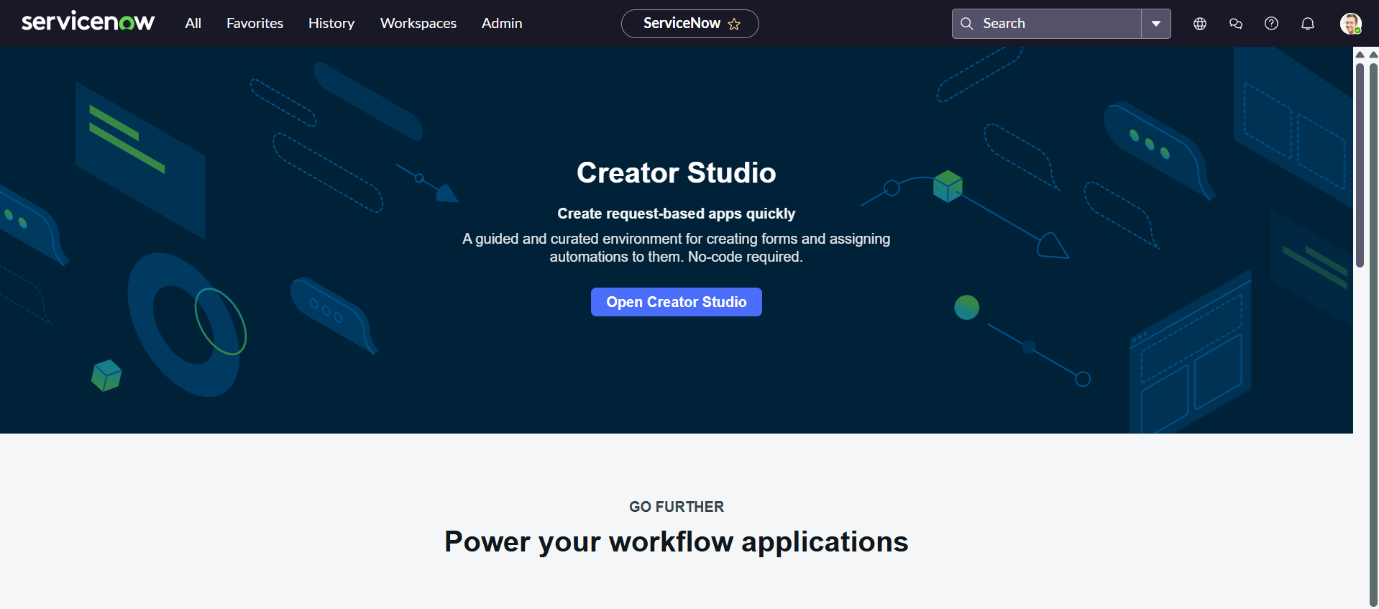 servicenow All Favorites History Workspaces Admin ServiceNow Search
Creator Studio
Create request-based apps quickly
A guided and curated environment for creating forms and assigning
automations to them. No-code required.
Open Creator Studio
GO FURTHER
Power your workflow applications